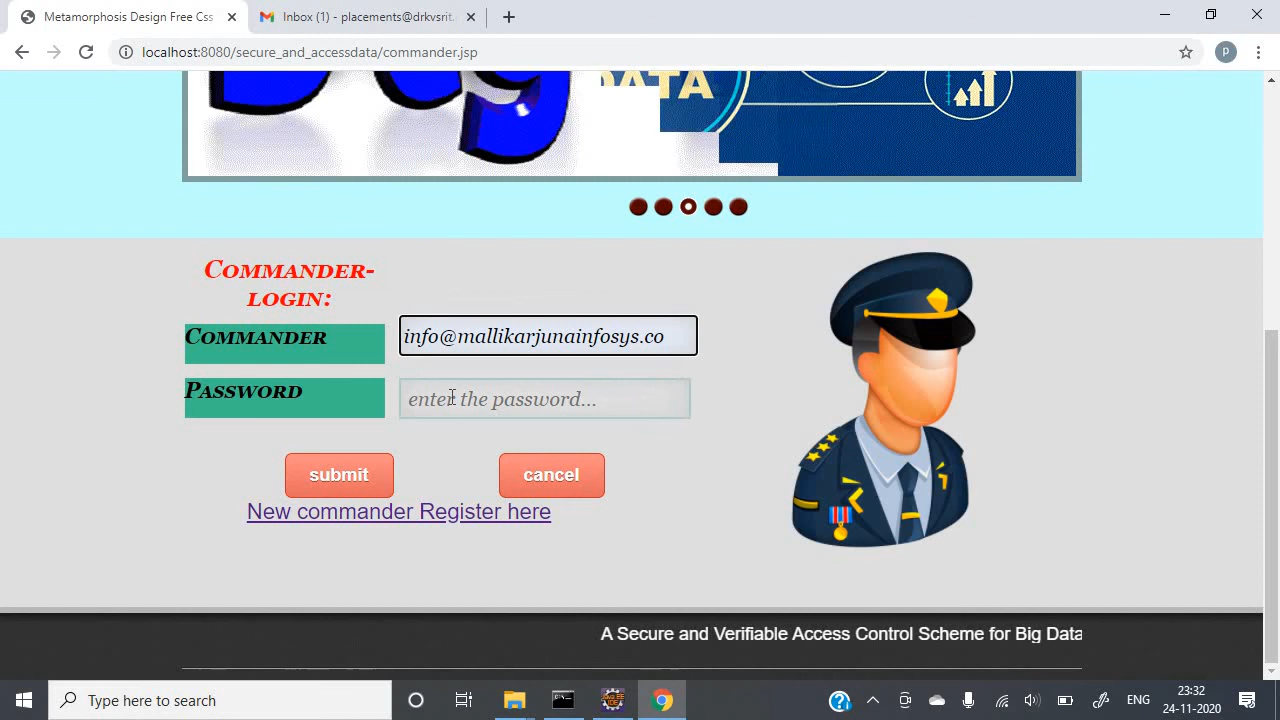 Metamorphosis Design Free Css
Inbox (1) - placements@drkvsrit.
localhost:8080/secure_and_accessdata/commander.jsp
P
DATA
COMMANDER-
LOGIN:
COMMANDER
info@mallikarjunainfosys.co
PASSWORD
enter the password...
submit
cancel
New commander Register here
A Secure and Verifiable Access Control Scheme for Big Data
Type here to search
ENG
23:32
24-11-2020